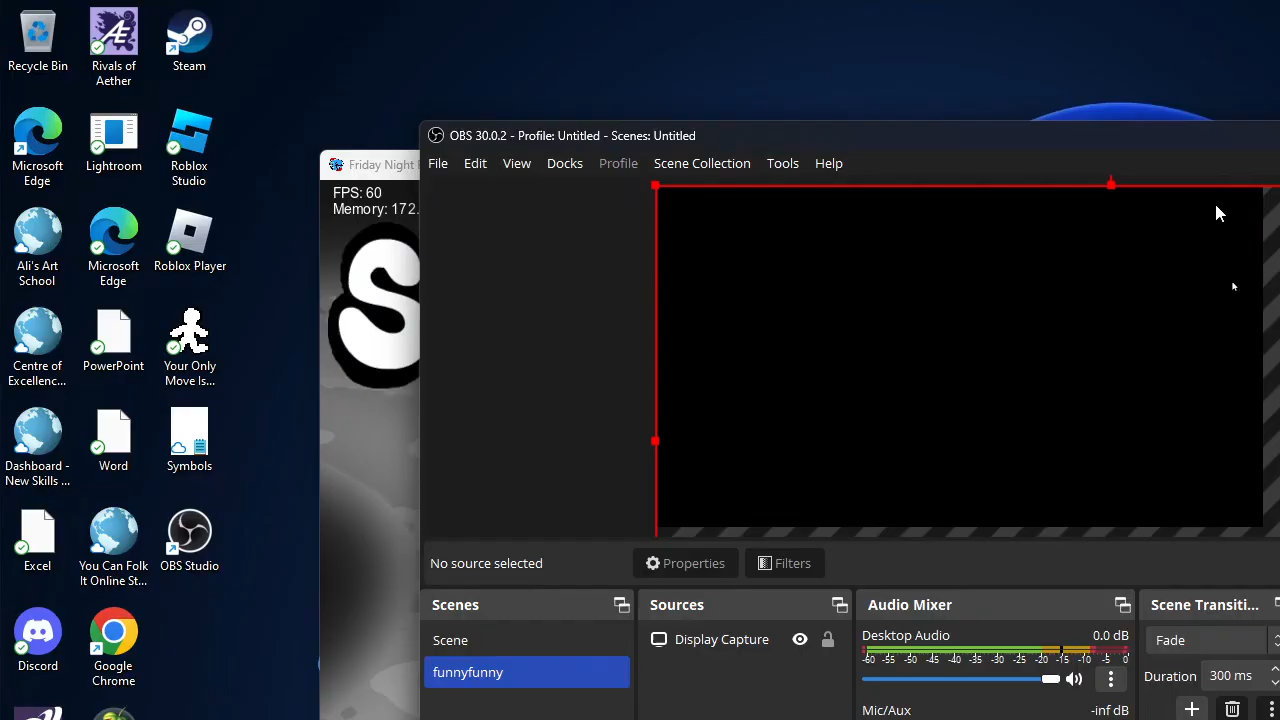 Recycle Bin
Rivals of
Aether
Steam
Microsoft
Edge
Lightroom
Roblox
Studio
Ali's Art
School
Microsoft
Edge
Roblox Player
Centre of
Excellenc...
PowerPoint
Your Only
Move Is...
Dashboard -
New Skills ...
Word
Symbols
Excel
You Can Folk
It Online St...
OBS Studio
Discord
Google
Chrome
Friday Night
FPS: 60
Memory: 172.
S
OBS 30.0.2 - Profile: Untitled - Scenes: Untitled
File Edit View Docks Profile Scene Collection Tools Help
No source selected
Properties
Filters
Scenes
Scene
funnyfunny
Sources
Display Capture
Audio Mixer
Desktop Audio 0.0 dB
-60 -55 -50 -45 -40 -35 -30 -25 -20 -15 -10 -5 0
Mic/Aux -inf dB
Scene Transiti...
Fade
Duration 300 ms